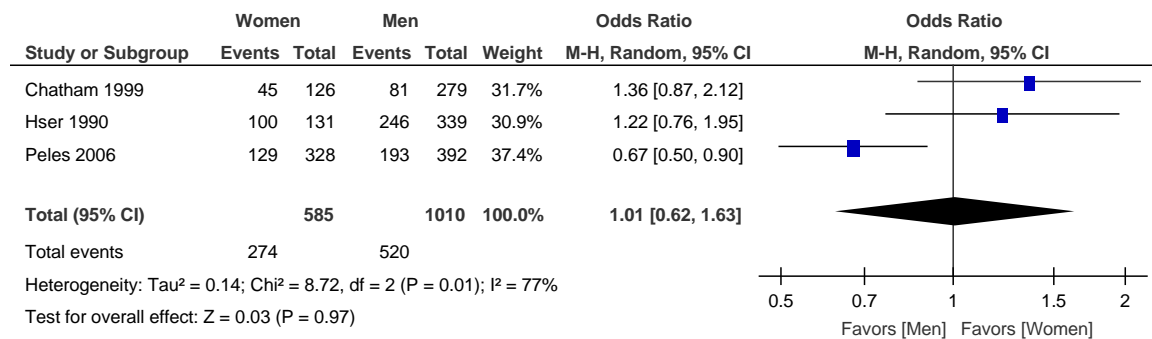 Women Men Odds Ratio Odds Ratio
Study or Subgroup Events Total Events Total Weight M-H, Random, 95% CI M-H, Random, 95% CI
Chatham 1999 45 126 81 279 31.7% 1.36 [0.87, 2.12]
Hser 1990 100 131 246 339 30.9% 1.22 [0.76, 1.95]
Peles 2006 129 328 193 392 37.4% 0.67 [0.50, 0.90]
Total (95% CI) 585 1010 100.0% 1.01 [0.62, 1.63]
Total events 274 520
Heterogeneity: Tau² = 0.14; Chi² = 8.72, df = 2 (P = 0.01); I² = 77%
Test for overall effect: Z = 0.03 (P = 0.97)
0.5 0.7 1 1.5 2
Favors [Men] Favors [Women]